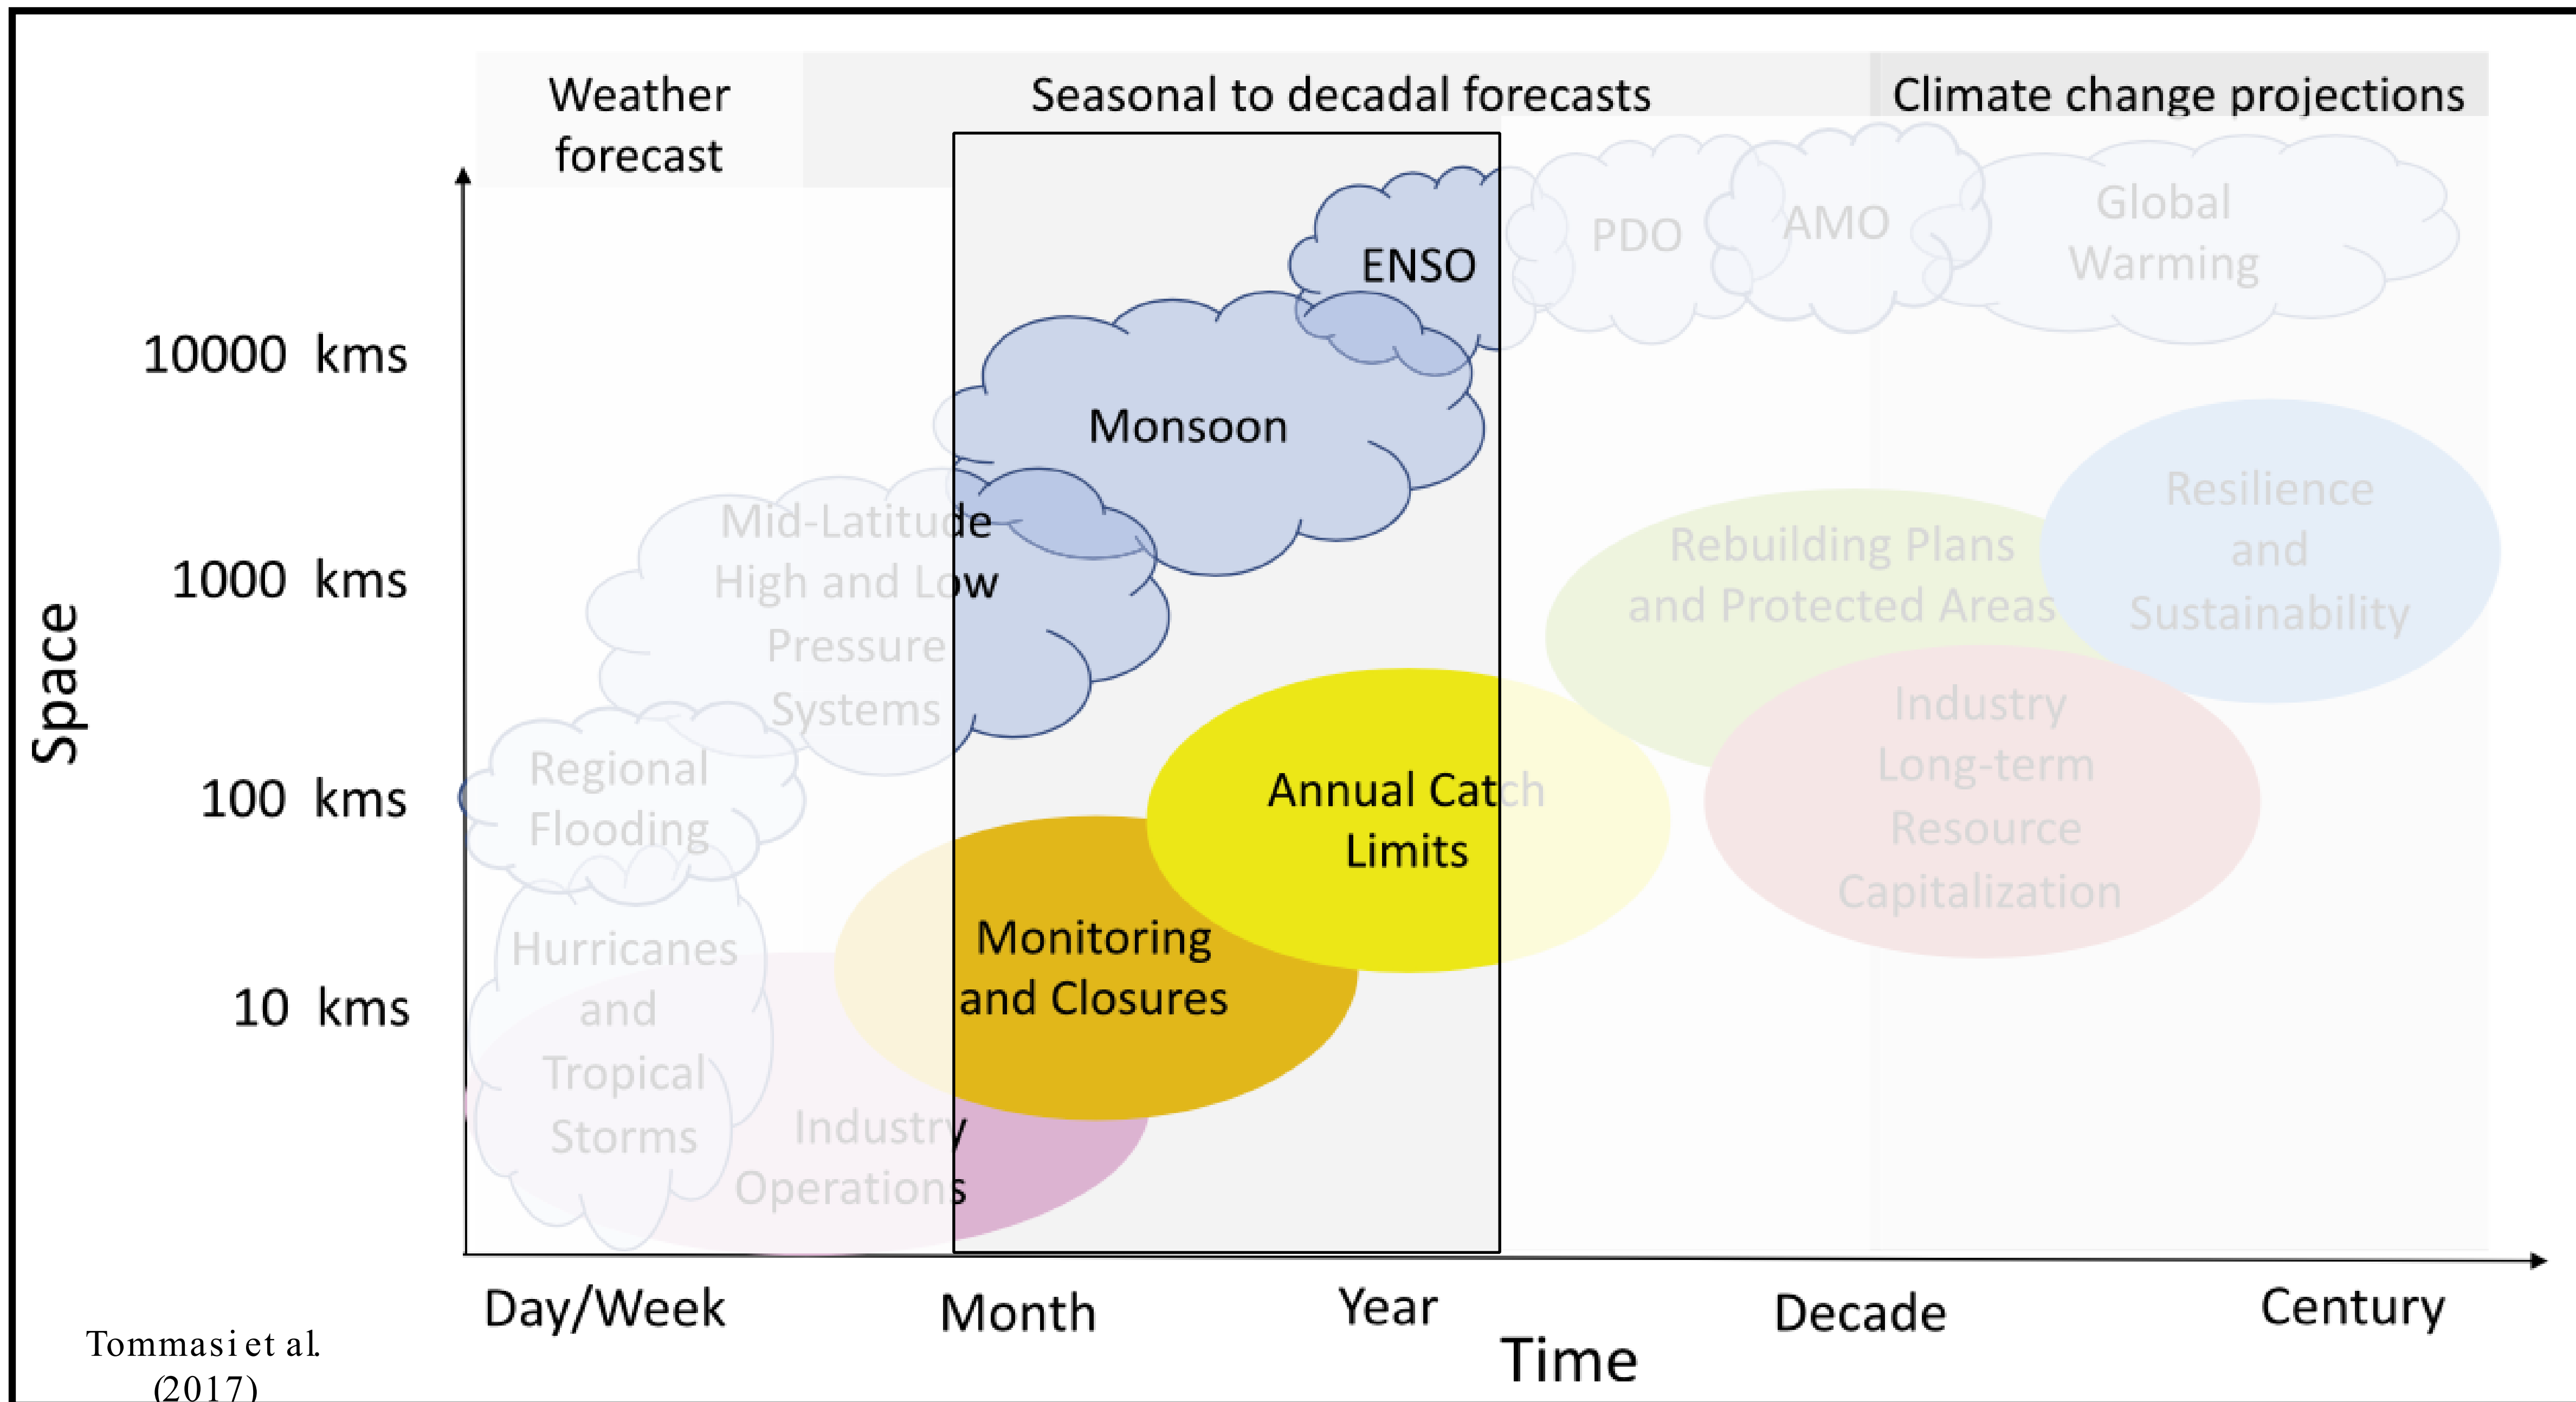 Weather
forecast
Seasonal to decadal forecasts
Climate change projections
ENSO
PDO
AMO
Global
Warming
10000 kms
Monsoon
Mid-Latitude
High and Low
Pressure
Systems
1000 kms
Rebuilding Plans
and Protected Areas
Resilience
and
Sustainability
Space
Regional
Flooding
100 kms
Annual Catch
Limits
Industry
Long-term
Resource
Capitalization
Hurricanes
and
Tropical
Storms
Monitoring
and Closures
10 kms
Industry
Operations
Day/Week
Month
Year
Decade
Century
Time
Tommasi et al.
(2017)